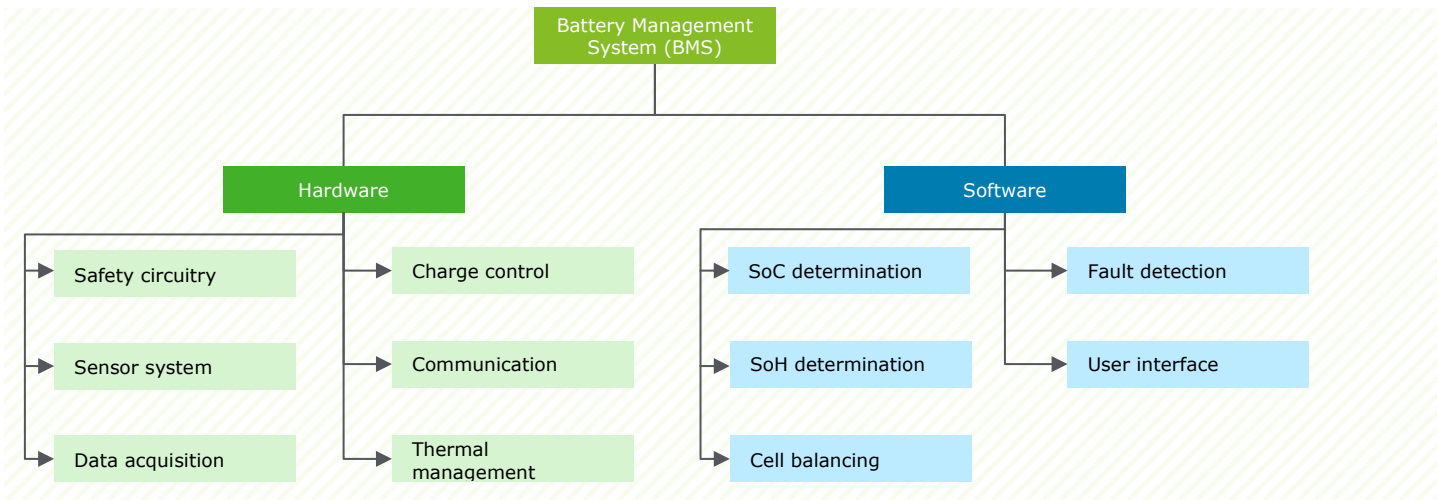 Battery Management
System (BMS)
Hardware
Software
Safety circuitry
Charge control
SoC determination
Fault detection
Sensor system
Communication
SoH determination
User interface
Data acquisition
Thermal
management
Cell balancing